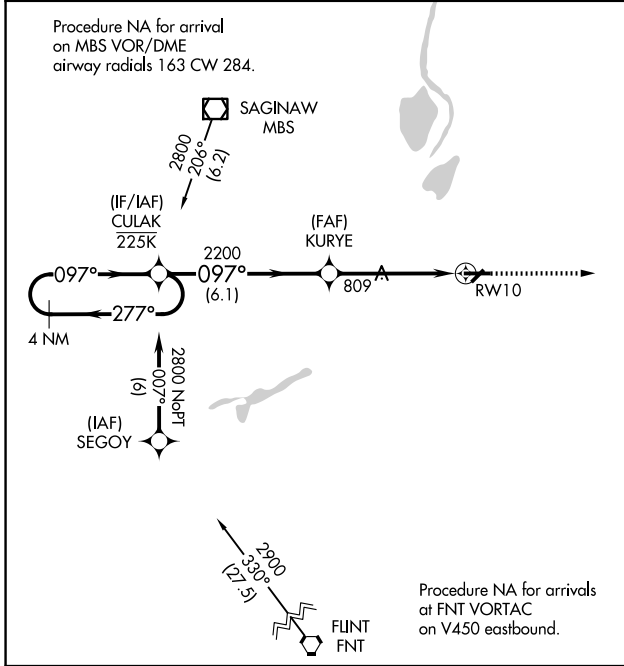 Procedure NA for arrival
on MBS VOR/DME
airway radials 163 CW 284.
SAGINAW
MBS
2800
206°
(6.2)
(IF/IAF)
CULAK
225K
(FAF)
KURYE
2200
097°
097°
(6.1)
809
RW10
277°
4 NM
2800 NoPT
007°
(6)
(IAF)
SEGOY
2900
330°
(27.5)
FLINT
FNT
Procedure NA for arrivals
at FNT VORTAC
on V450 eastbound.